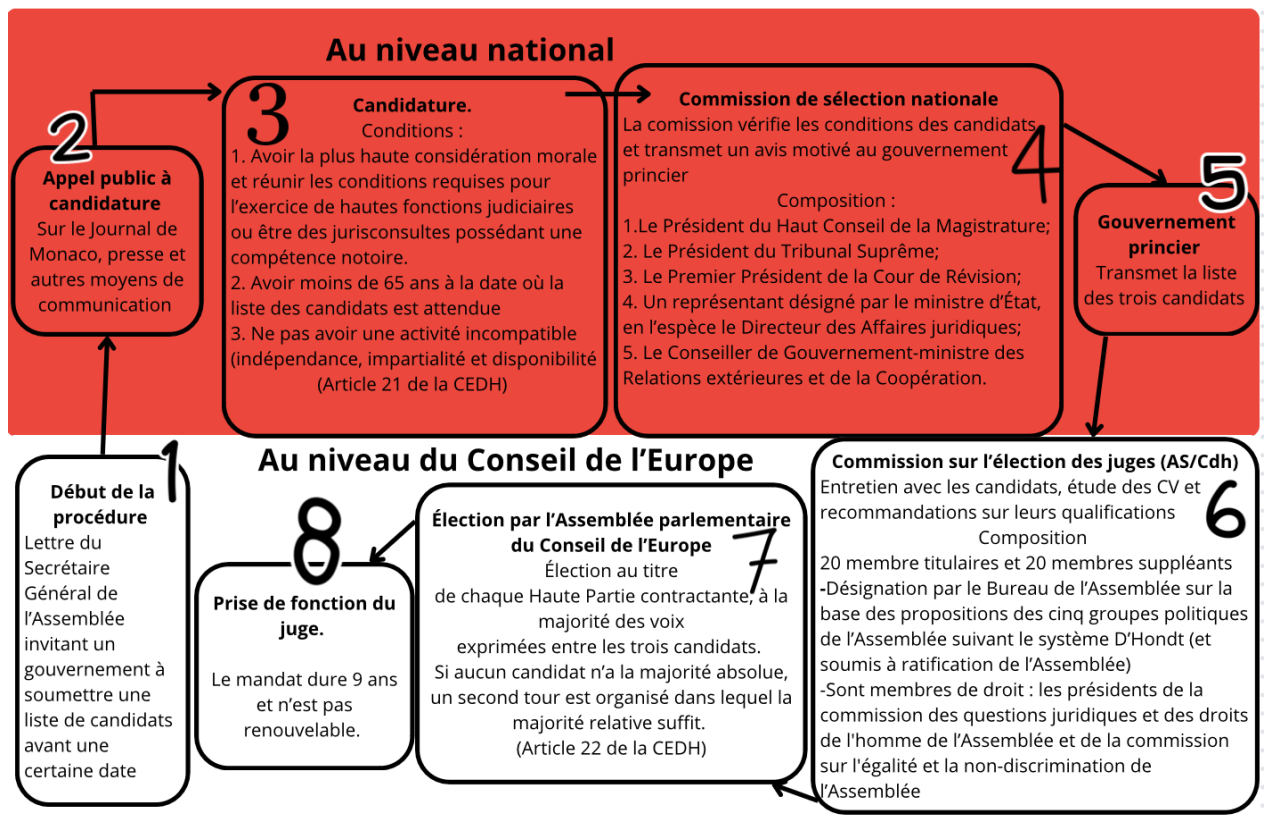 Au niveau national
2
Appel public à
candidature
Sur le Journal de
Monaco, presse et
autres moyens de
communication
3
Candidature.
Conditions :
1. Avoir la plus haute considération morale
et réunir les conditions requises pour
l’exercice de hautes fonctions judiciaires
ou être des jurisconsultes possédant une
compétence notoire.
2. Avoir moins de 65 ans à la date où la
liste des candidats est attendue
3. Ne pas avoir une activité incompatible
(indépendance, impartialité et disponibilité
(Article 21 de la CEDH)
4
Commission de sélection nationale
La comission vérifie les conditions des candidats
et transmet un avis motivé au gouvernement
princier
Composition :
1.Le Président du Haut Conseil de la Magistrature;
2. Le Président du Tribunal Suprême;
3. Le Premier Président de la Cour de Révision;
4. Un représentant désigné par le ministre d’État,
en l’espèce le Directeur des Affaires juridiques;
5. Le Conseiller de Gouvernement-ministre des
Relations extérieures et de la Coopération.
5
Gouvernement
princier
Transmet la liste
des trois candidats
Au niveau du Conseil de l’Europe
1
Début de la
procédure
Lettre du
Secrétaire
Général de
l’Assemblée
invitant un
gouvernement à
soumettre une
liste de candidats
avant une
certaine date
8
Prise de fonction du
juge.
Le mandat dure 9 ans
et n’est pas
renouvelable.
7
Élection par l’Assemblée parlementaire
du Conseil de l’Europe
Élection au titre
de chaque Haute Partie contractante, à la
majorité des voix
exprimées entre les trois candidats.
Si aucun candidat n’a la majorité absolue,
un second tour est organisé dans lequel la
majorité relative suffit.
(Article 22 de la CEDH)
6
Commission sur l’élection des juges (AS/Cdh)
Entretien avec les candidats, étude des CV et
recommandations sur leurs qualifications
Composition
20 membre titulaires et 20 membres suppléants
-Désignation par le Bureau de l’Assemblée sur la
base des propositions des cinq groupes politiques
de l’Assemblée suivant le système D’Hondt (et
soumis à ratification de l’Assemblée)
-Sont membres de droit : les présidents de la
commission des questions juridiques et des droits
de l'homme de l’Assemblée et de la commission
sur l'égalité et la non-discrimination de
l’Assemblée